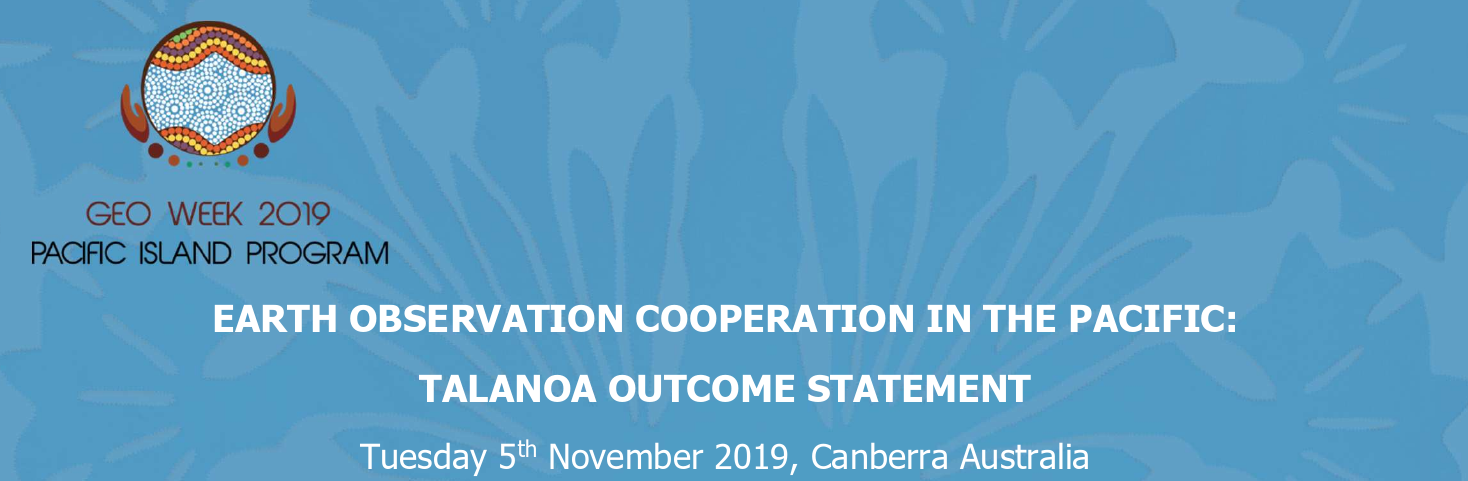 GEO WEEK 2019
PACIFIC ISLAND PROGRAM
EARTH OBSERVATION COOPERATION IN THE PACIFIC:
TALANOA OUTCOME STATEMENT
Tuesday 5th November 2019, Canberra Australia